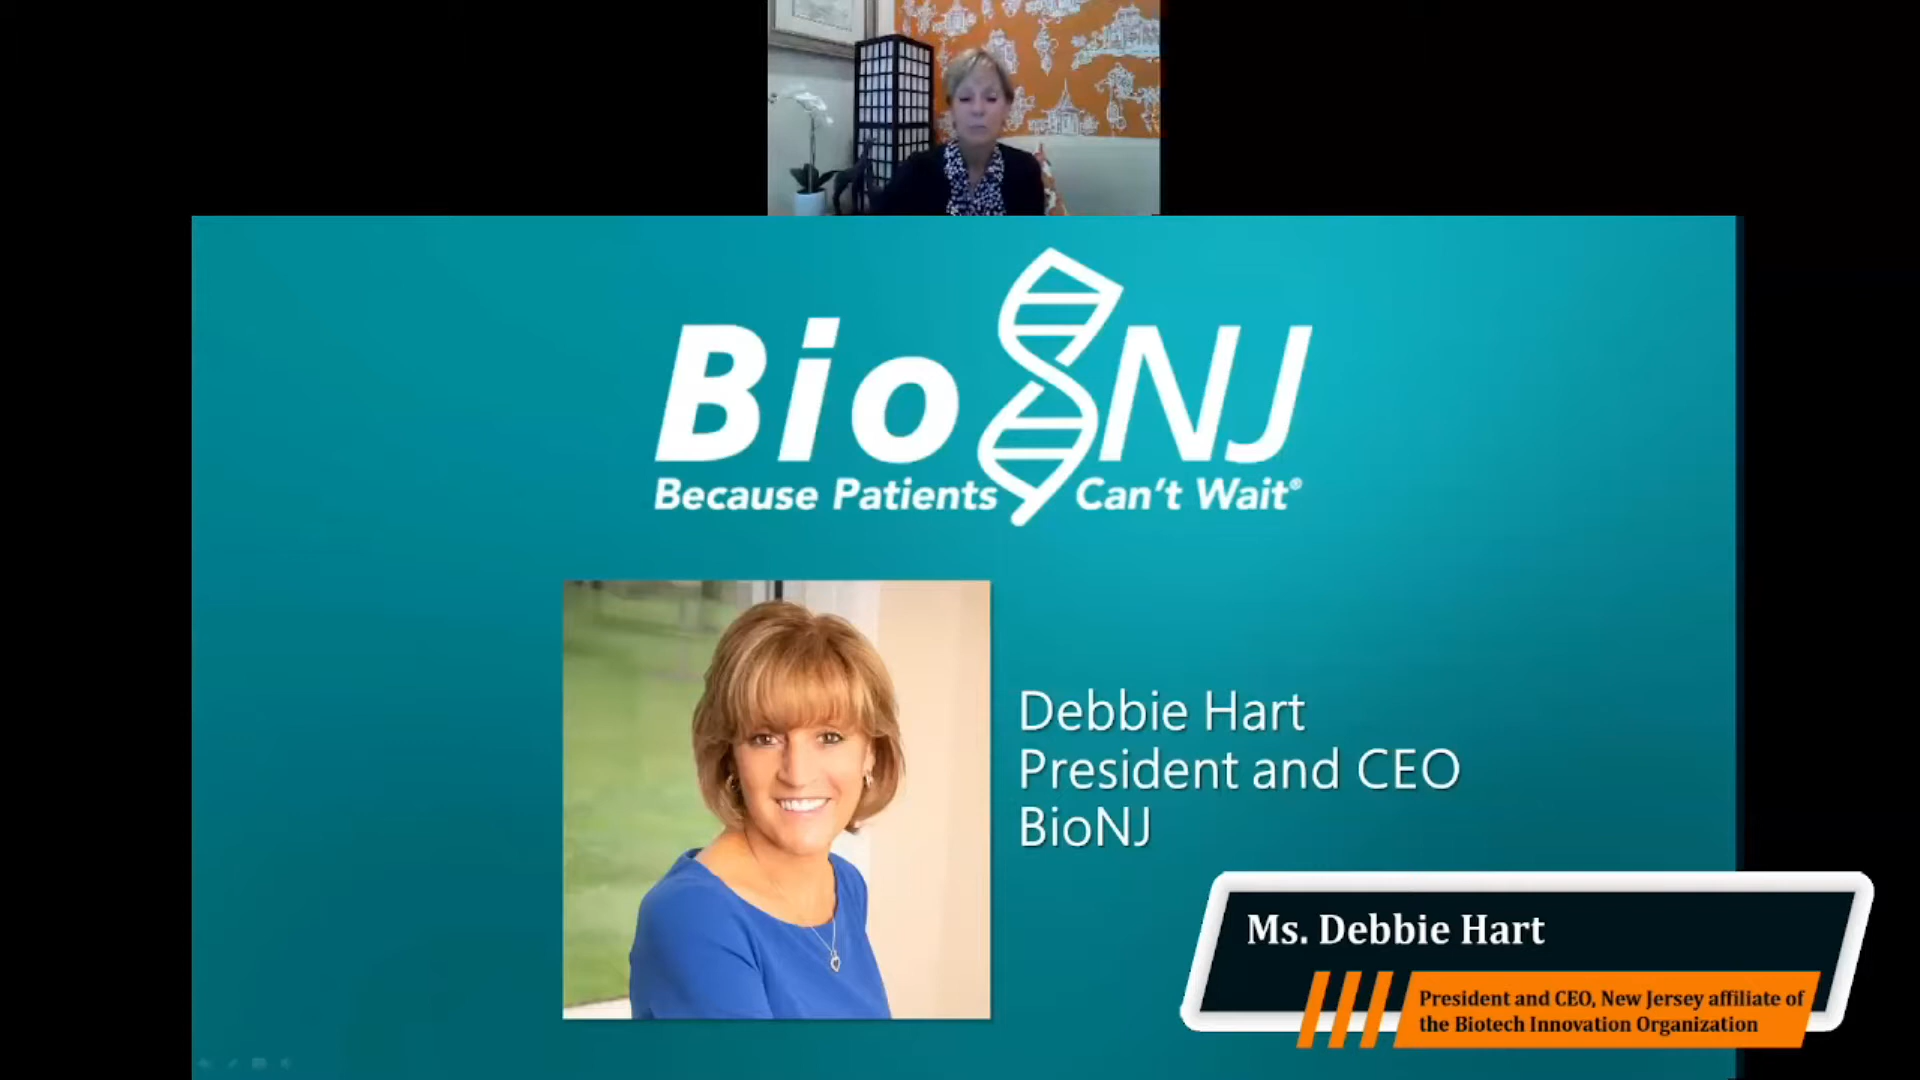 Bio NJ
Because Patients Can't Wait®
Debbie Hart
President and CEO
BioNJ
Ms. Debbie Hart
President and CEO, New Jersey affiliate of
the Biotech Innovation Organization